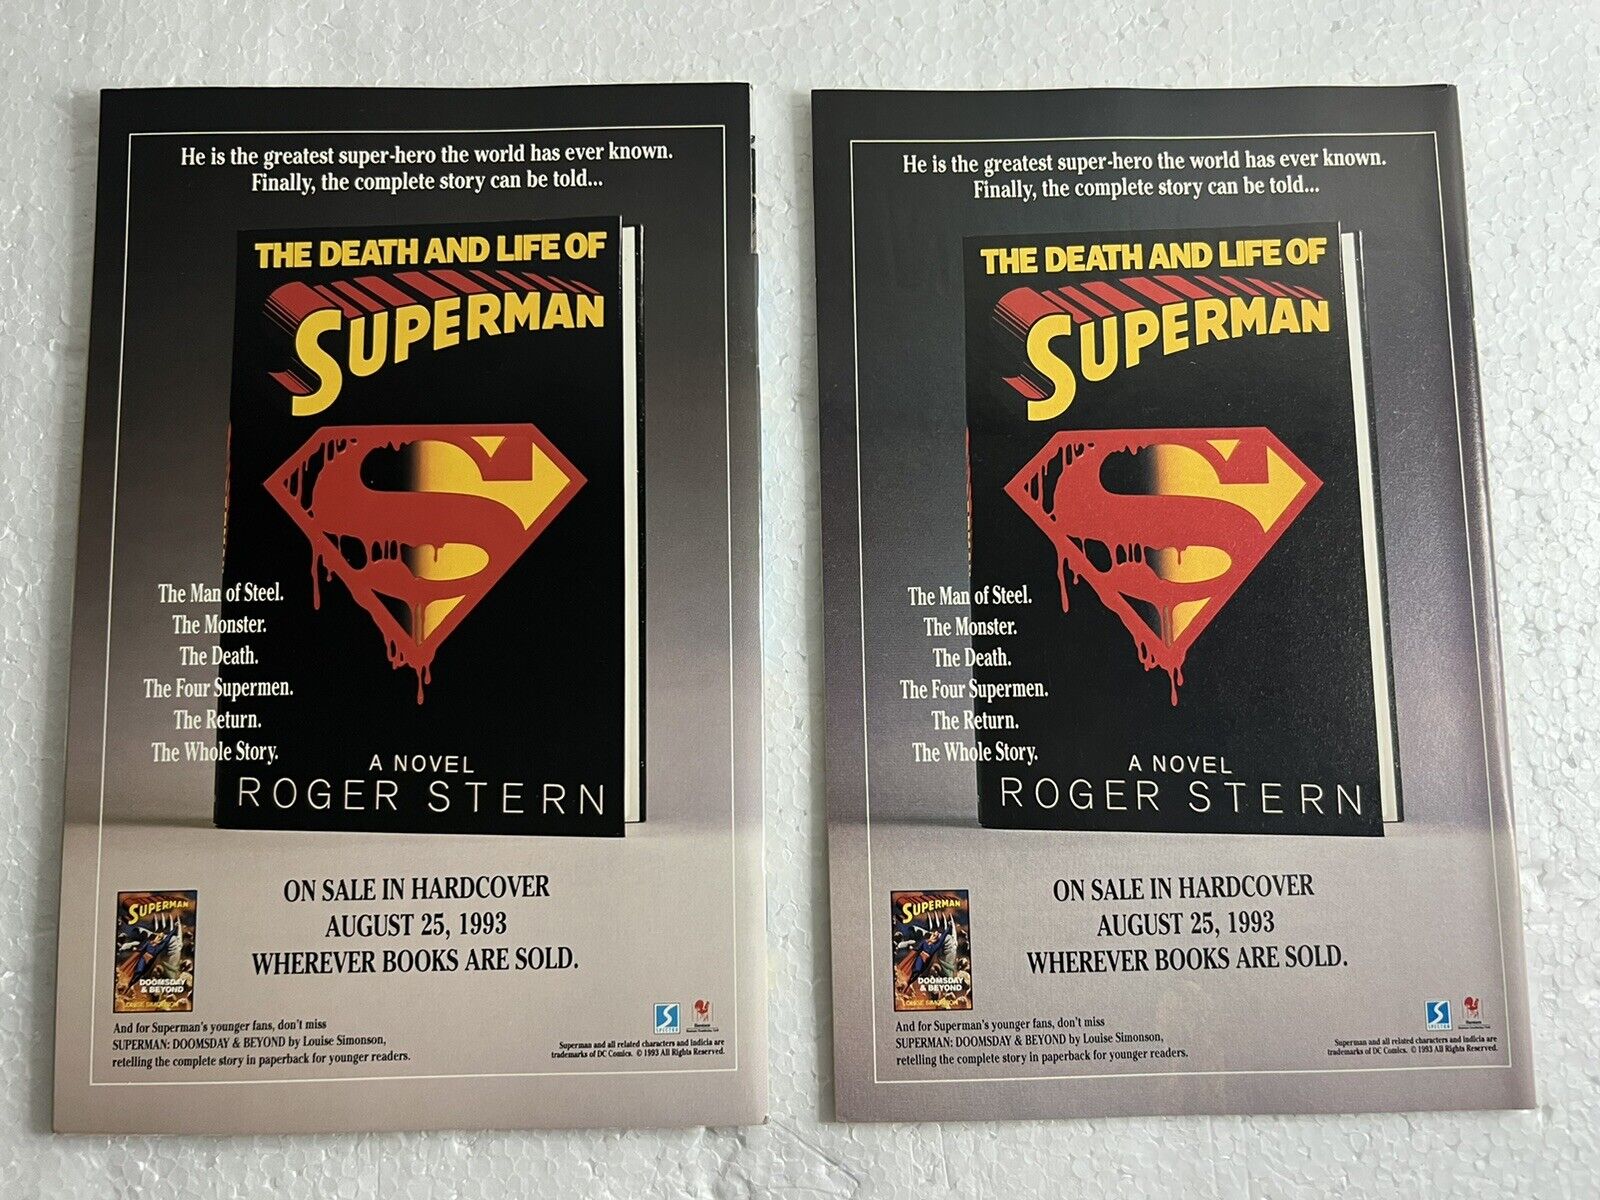 He is the greatest super-hero the world has ever known.
Finally, the complete story can be told...
THE DEATH AND LIFE OF
SUPERMAN
The Man of Steel.
The Monster.
The Death.
The Four Supermen.
The Return.
The Whole Story.
A NOVEL
ROGER STERN
ON SALE IN HARDCOVER
AUGUST 25, 1993
WHEREVER BOOKS ARE SOLD.
SUPERMAN
DOOMSDAY
& BEYOND
LOUISE SIMONSON
And for Superman's younger fans, don't miss
SUPERMAN: DOOMSDAY & BEYOND by Louise Simonson,
retelling the complete story in paperback for younger readers.
S
SPECTRA
Bantam
Superman and all related characters and indicia are
trademarks of DC Comics. © 1993 All Rights Reserved.
He is the greatest super-hero the world has ever known.
Finally, the complete story can be told...
THE DEATH AND LIFE OF
SUPERMAN
The Man of Steel.
The Monster.
The Death.
The Four Supermen.
The Return.
The Whole Story.
A NOVEL
ROGER STERN
ON SALE IN HARDCOVER
AUGUST 25, 1993
WHEREVER BOOKS ARE SOLD.
SUPERMAN
DOOMSDAY
& BEYOND
LOUISE SIMONSON
And for Superman's younger fans, don't miss
SUPERMAN: DOOMSDAY & BEYOND by Louise Simonson,
retelling the complete story in paperback for younger readers.
S
SPECTRA
Bantam
Superman and all related characters and indicia are
trademarks of DC Comics. © 1993 All Rights Reserved.